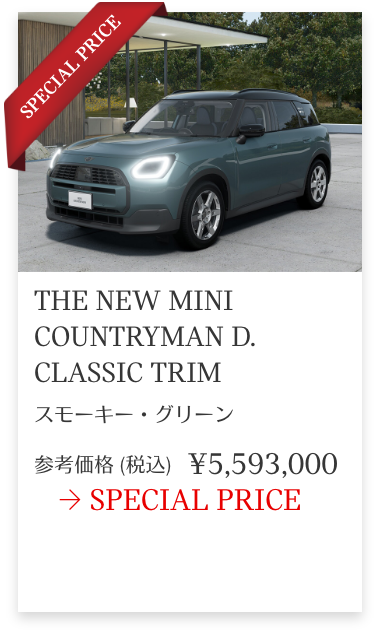 SPECIAL PRICE
THE NEW MINI
COUNTRYMAN D.
CLASSIC TRIM
スモーキー・グリーン
参考価格 (税込) ¥5,593,000
→ SPECIAL PRICE